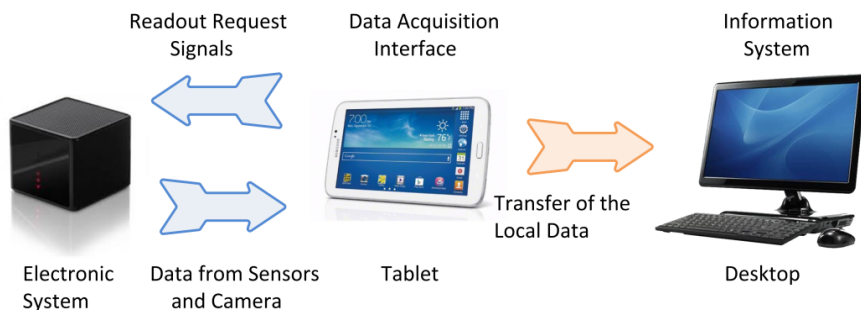 Readout Request
Signals
Data Acquisition
Interface
Information
System
Transfer of the
Local Data
Electronic
System
Data from Sensors
and Camera
Tablet
Desktop